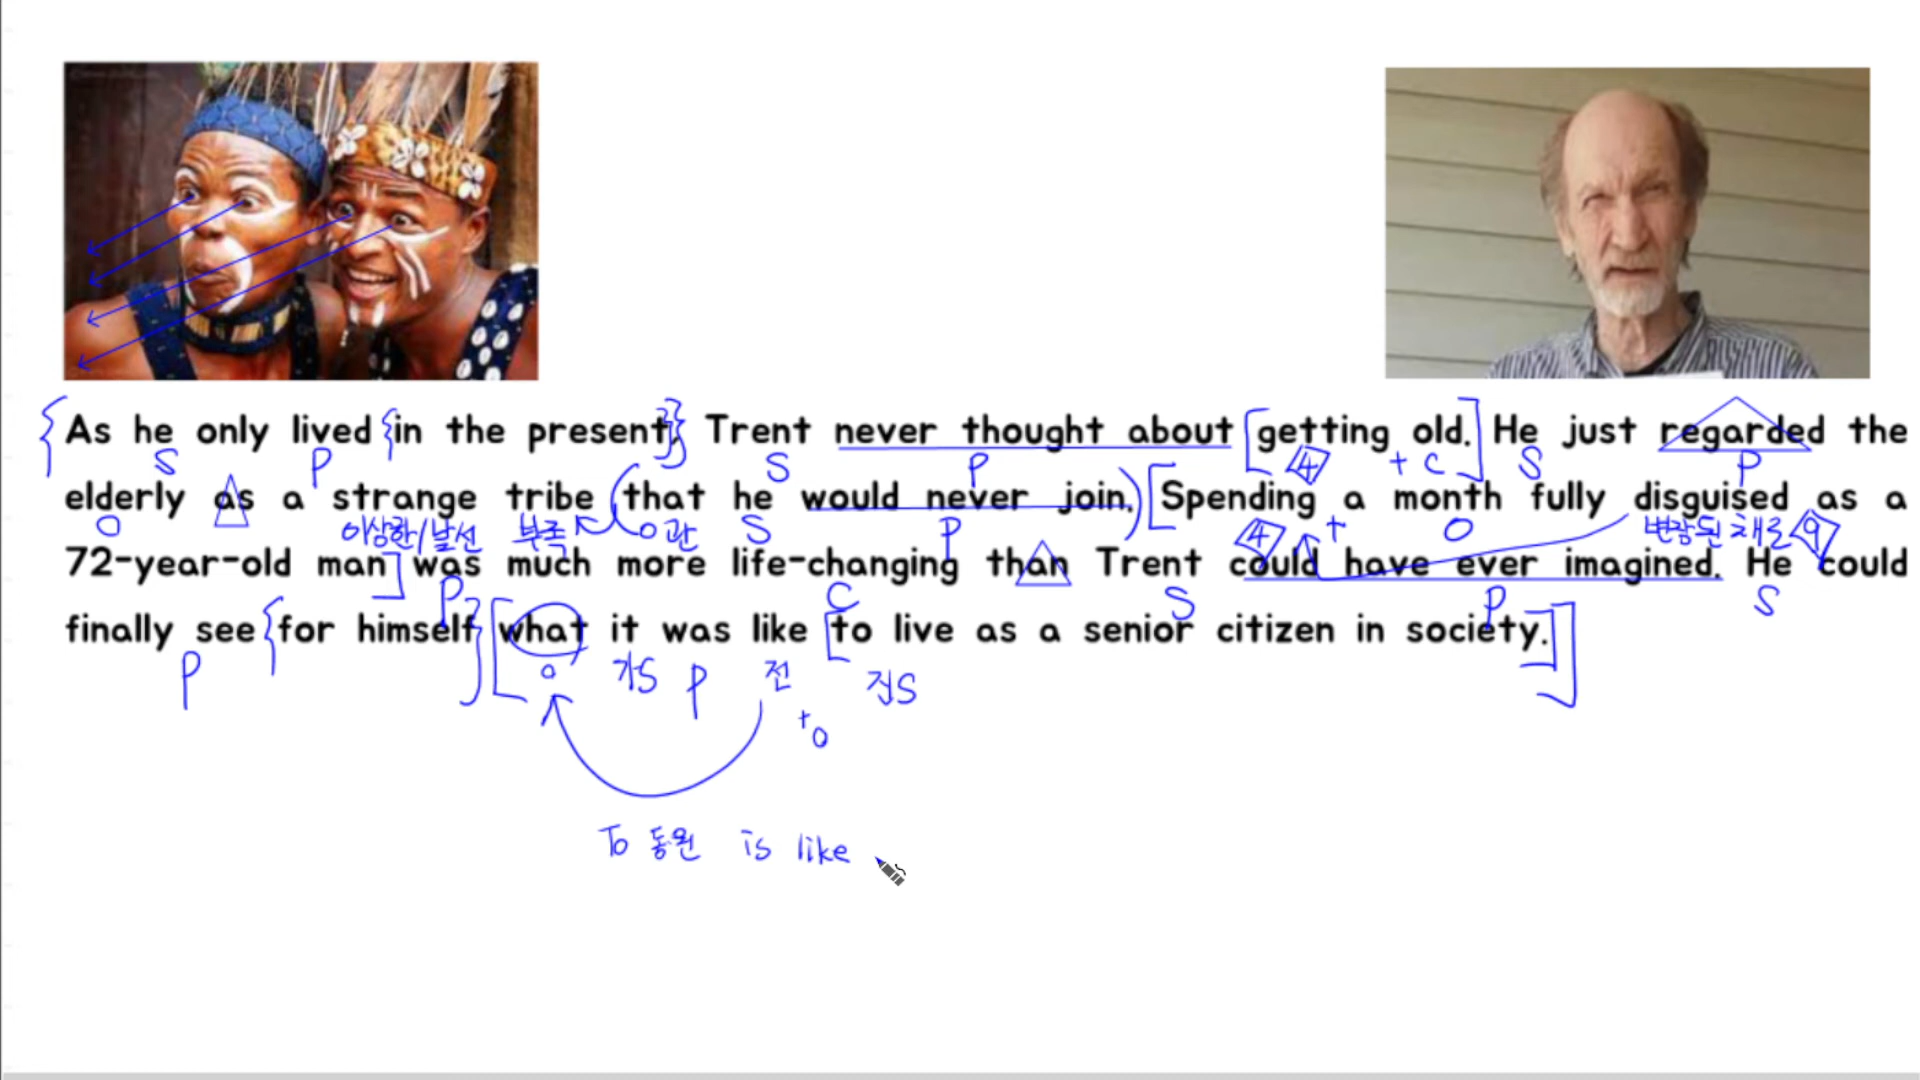 As he only lived in the present, Trent never thought about getting old. He just regarded the
S P S P 4 + C S P
elderly as a strange tribe that he would never join. Spending a month fully disguised as a
O 이상한/낯선 부족 O관 S P 4 + O 변장된 채로 9
72-year-old man was much more life-changing than Trent could have ever imagined. He could
P C S P S
finally see for himself what it was like to live as a senior citizen in society.
P O 가S P 전 진S
+O
To 동원 is like